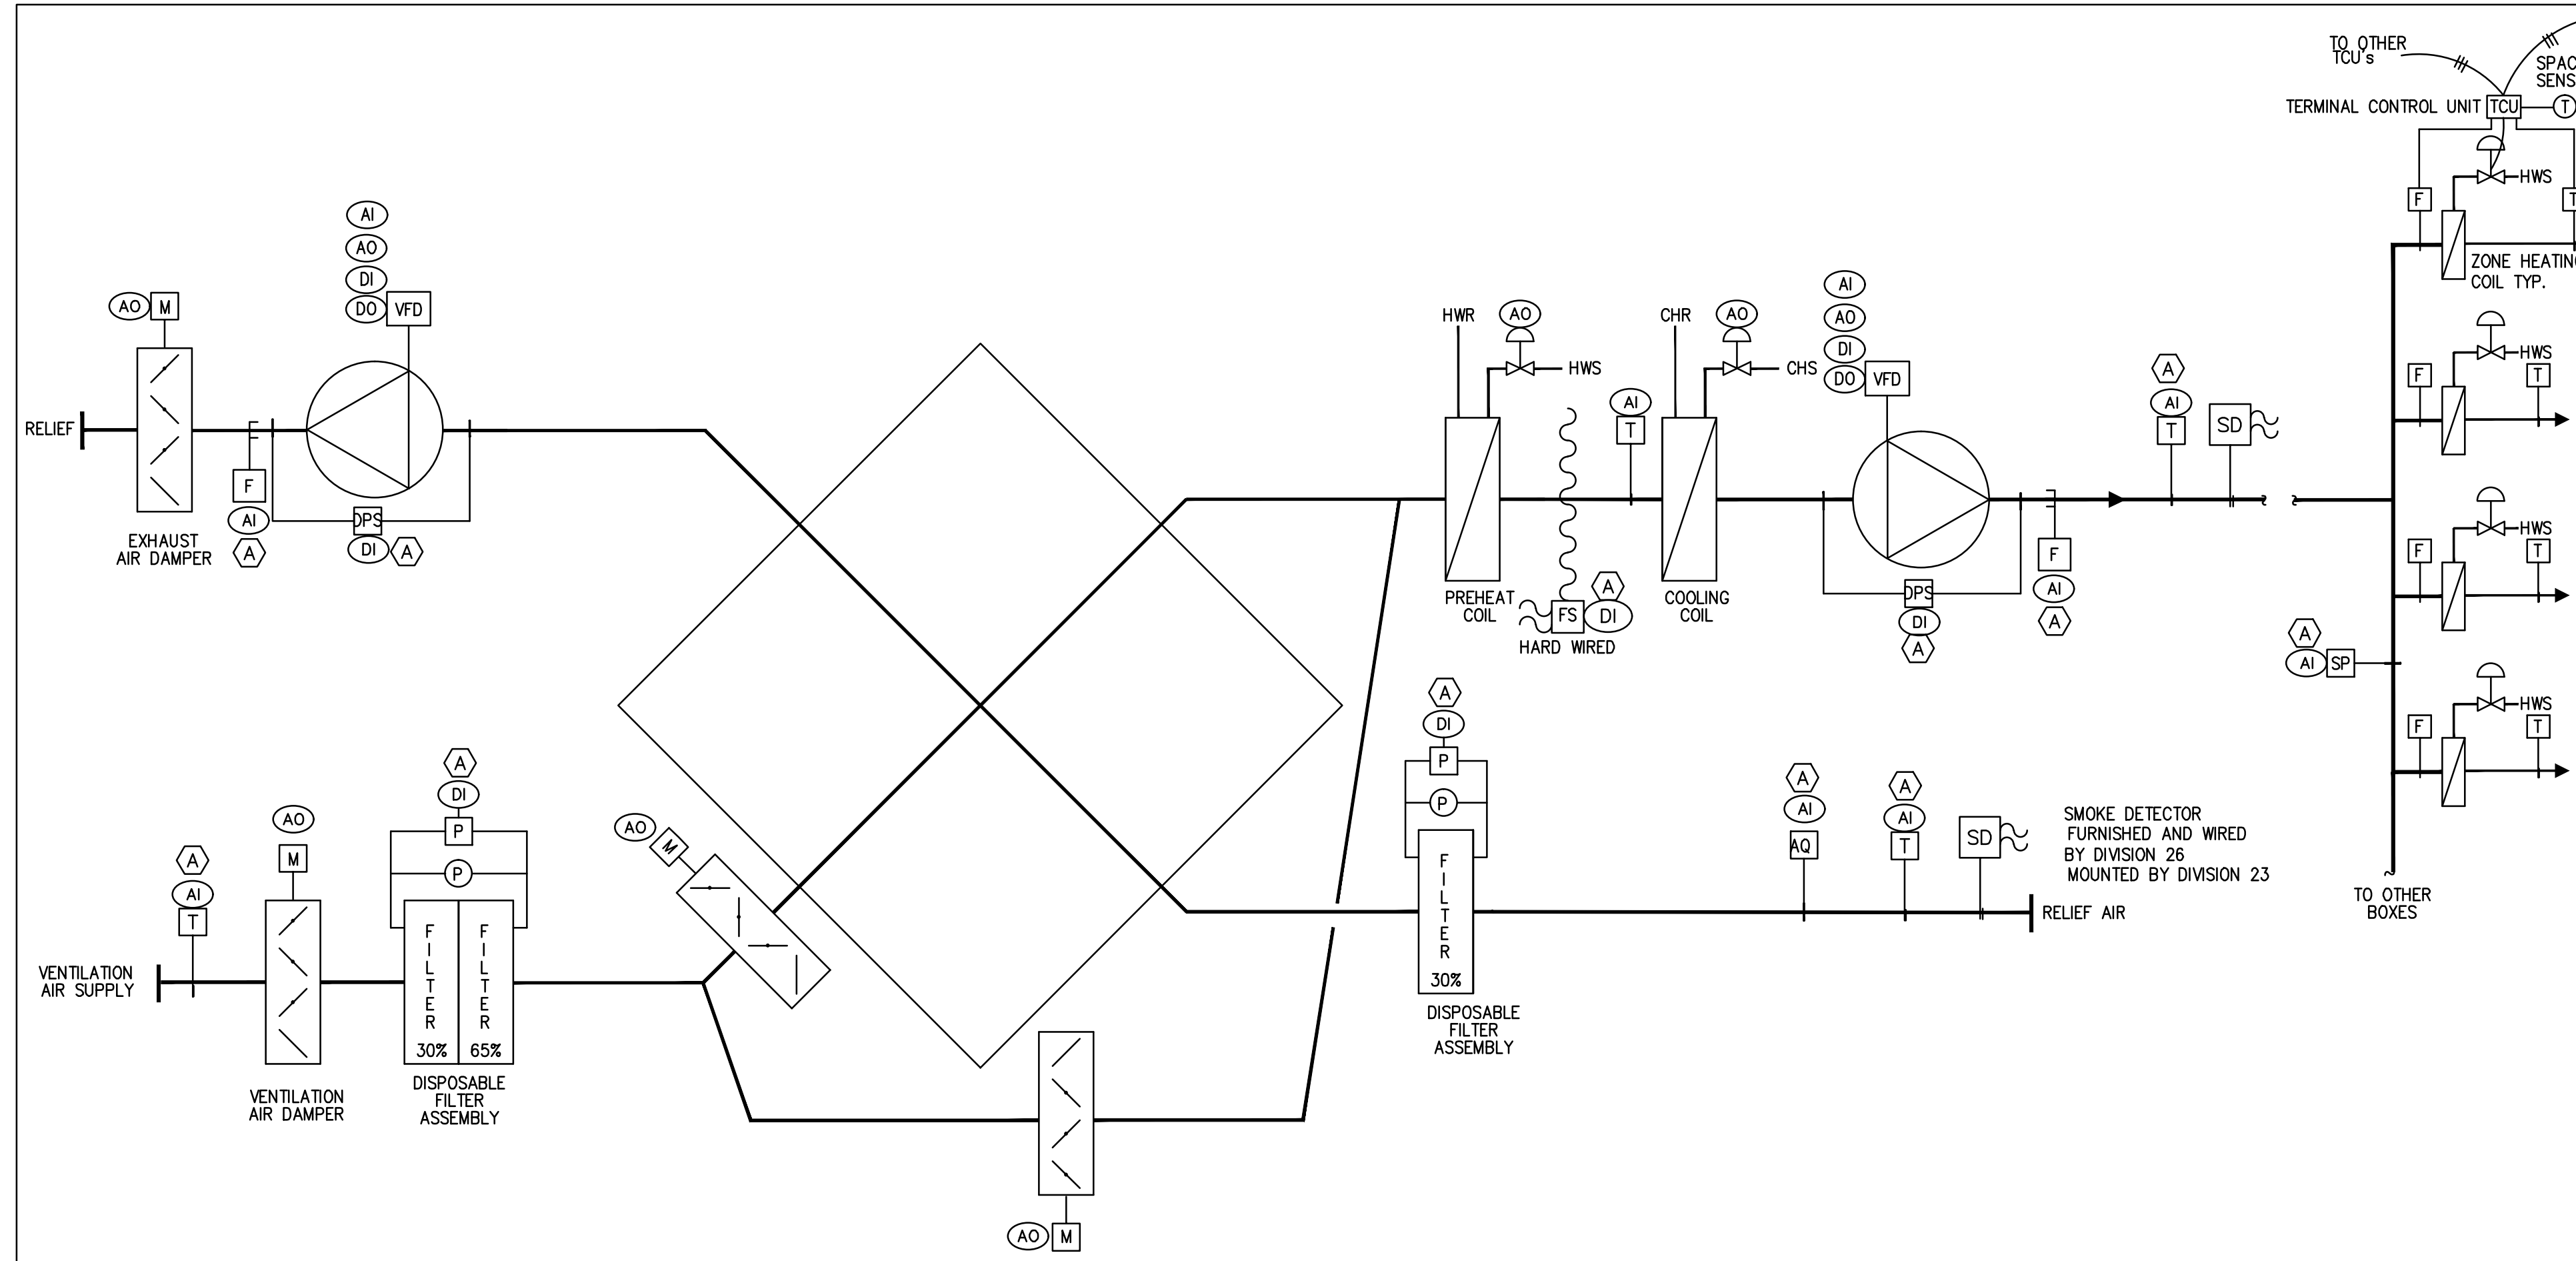 TO OTHER
TCU's
SPAC
SENS
TERMINAL CONTROL UNIT
TCU
T
HWS
F
T
ZONE HEATIN
COIL TYP.
AI
AO
DI
DO
VFD
AO
M
RELIEF
F
AI
A
DPS
DI
A
EXHAUST
AIR DAMPER
HWR
AO
HWS
AI
T
CHR
AO
CHS
AI
AO
DI
DO
VFD
A
AI
T
SD
PREHEAT
COIL
FS
A
DI
HARD WIRED
COOLING
COIL
DPS
DI
A
F
AI
A
HWS
F
T
HWS
F
T
A
AI
SP
HWS
F
T
TO OTHER
BOXES
A
DI
P
P
FILTER
30%
DISPOSABLE
FILTER
ASSEMBLY
A
AI
AQ
A
AI
T
SD
SMOKE DETECTOR
FURNISHED AND WIRED
BY DIVISION 26
MOUNTED BY DIVISION 23
RELIEF AIR
A
AI
T
VENTILATION
AIR SUPPLY
AO
M
VENTILATION
AIR DAMPER
A
DI
P
P
FILTER
30%
FILTER
65%
DISPOSABLE
FILTER
ASSEMBLY
AO
M
AO
M